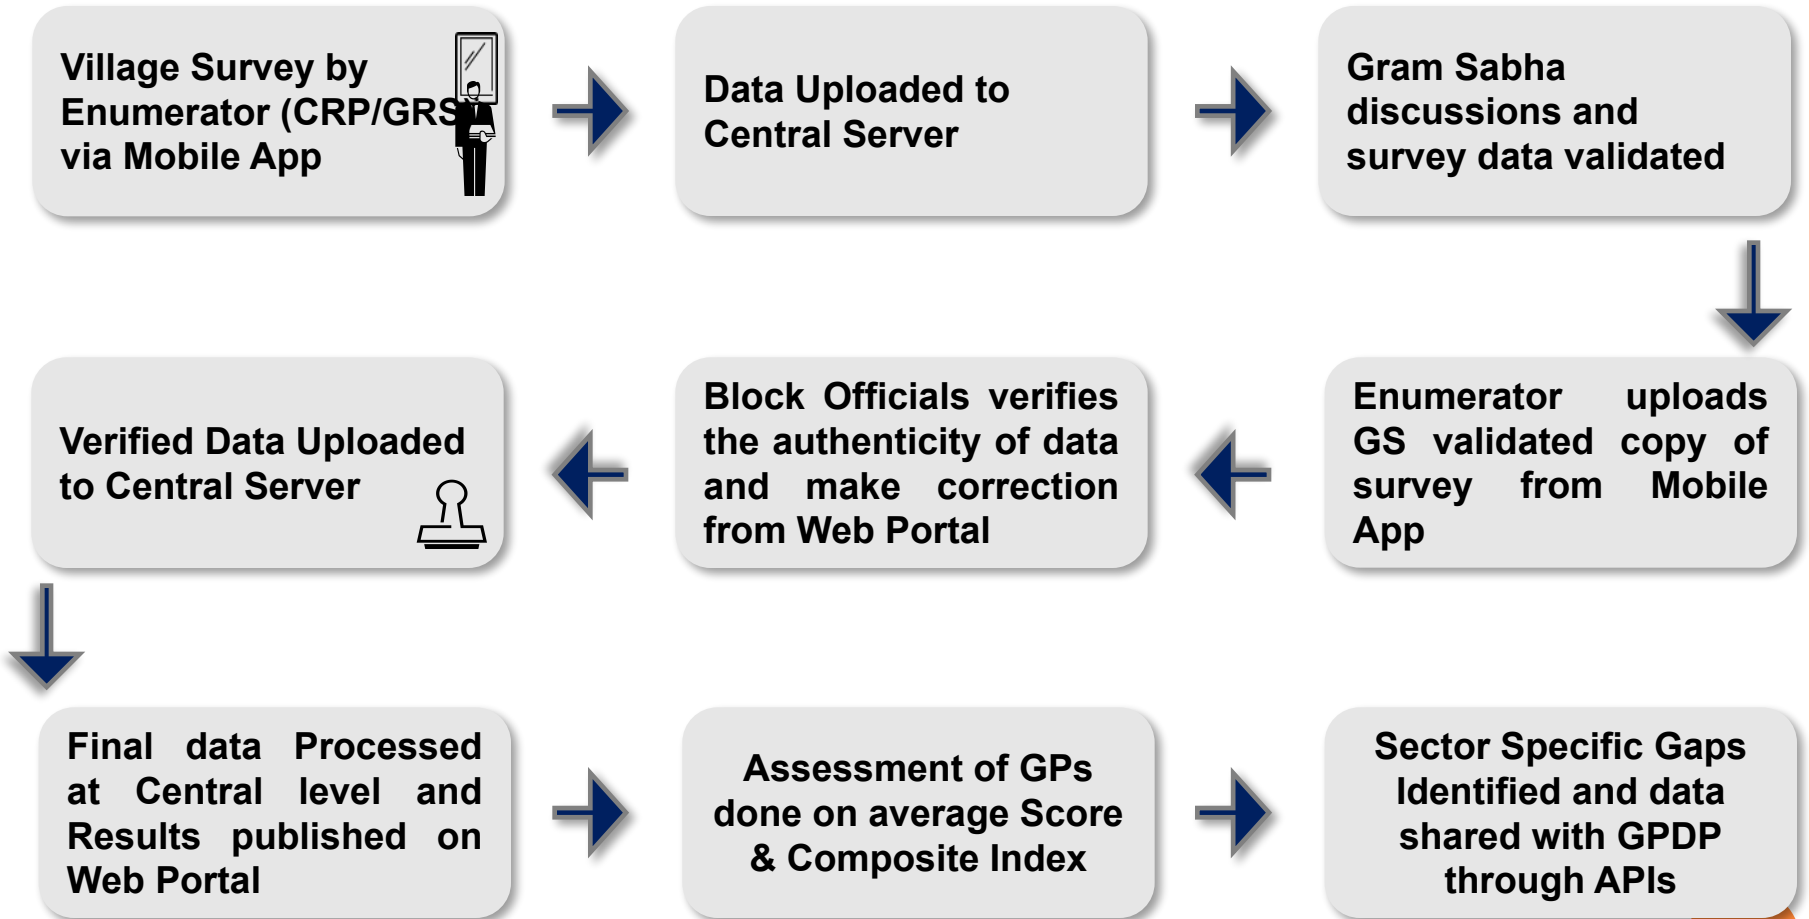 Village Survey by
Enumerator (CRP/GRS
via Mobile App
Data Uploaded to
Central Server
Gram Sabha
discussions and
survey data validated
Enumerator uploads
GS validated copy of
survey from Mobile
App
Block Officials verifies
the authenticity of data
and make correction
from Web Portal
Verified Data Uploaded
to Central Server
Final data Processed
at Central level and
Results published on
Web Portal
Assessment of GPs
done on average Score
& Composite Index
Sector Specific Gaps
Identified and data
shared with GPDP
through APIs